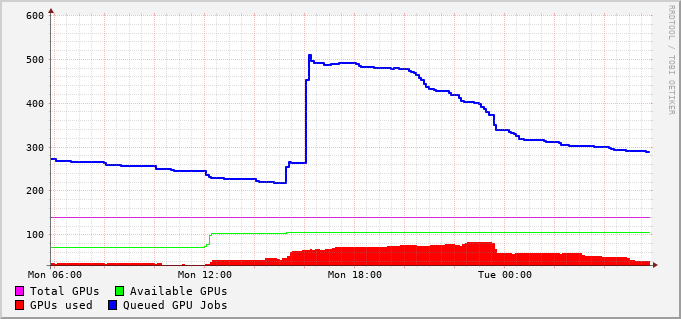 600
500
400
300
200
100
Mon 06:00 Mon 12:00 Mon 18:00 Tue 00:00
Total GPUs Available GPUs
GPUs used Queued GPU Jobs
RRDTOOL / TOBI OETIKER